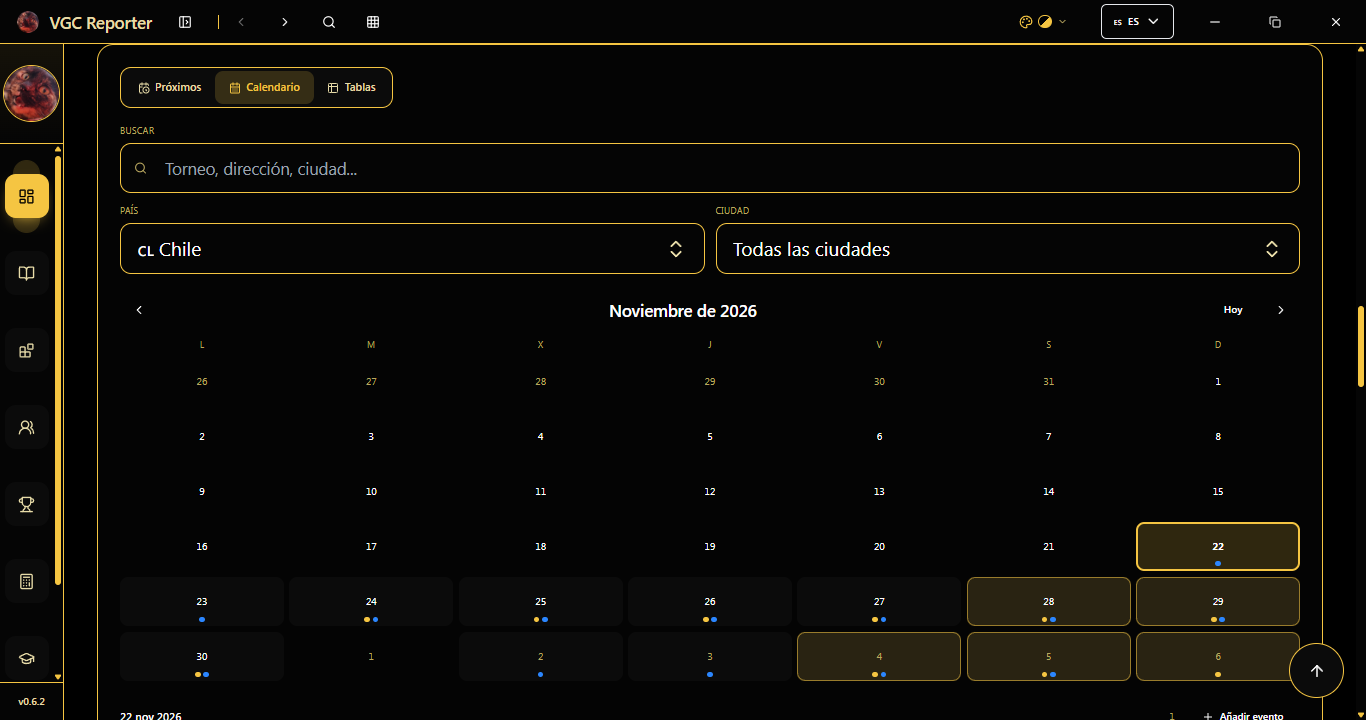 VGC Reporter
ES ES
Próximos Calendario Tablas
BUSCAR
Torneo, dirección, ciudad...
PAÍS CIUDAD
CL Chile Todas las ciudades
Noviembre de 2026 Hoy
L M X J V S D
26 27 28 29 30 31 1
2 3 4 5 6 7 8
9 10 11 12 13 14 15
16 17 18 19 20 21 22
23 24 25 26 27 28 29
30 1 2 3 4 5 6
v0.6.2
22 nov 2026 1 Añadir evento